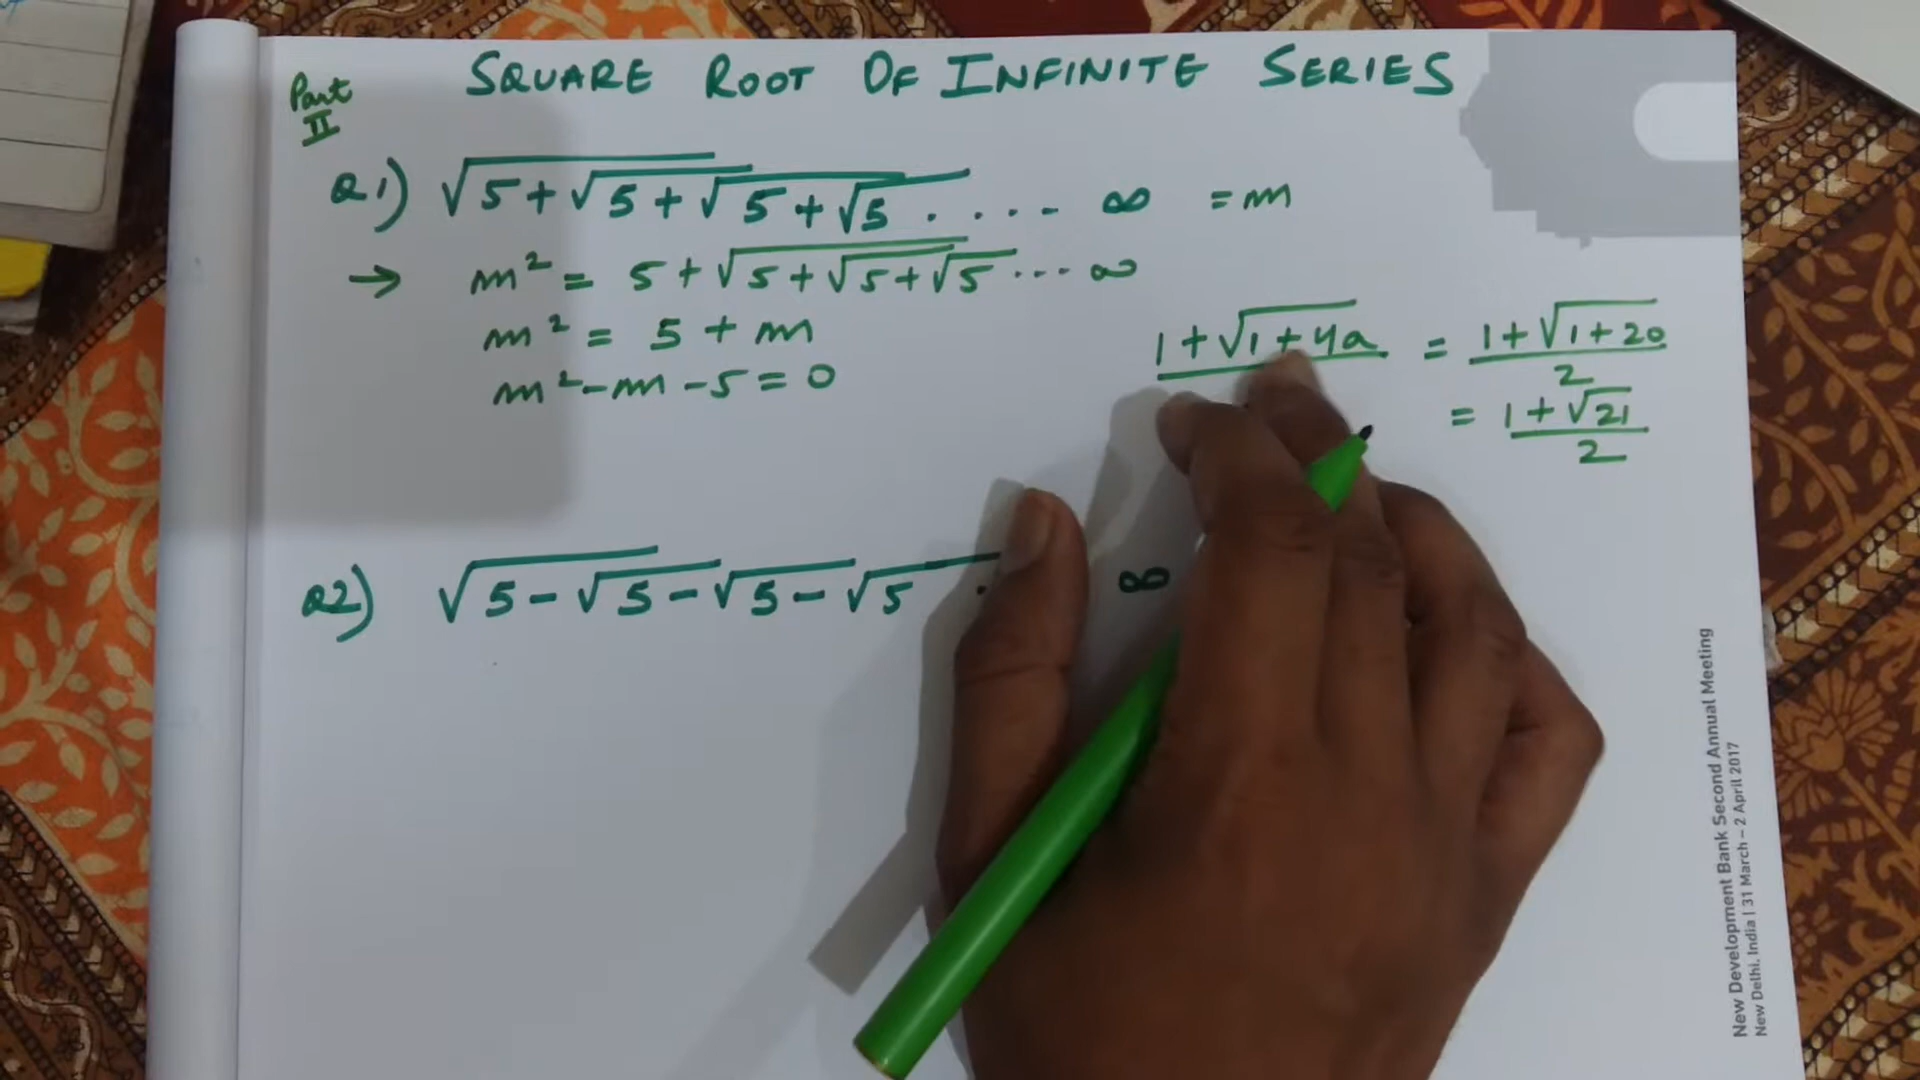 Part II
SQUARE ROOT OF INFINITE SERIES
Q1) √5+√5+√5+√5 .... ∞ = m
→ m² = 5+√5+√5+√5 ... ∞
m² = 5 + m
m² - m - 5 = 0
1+√1+4a = 1+√1+20
2
= 1+√21
2
Q2) √5-√5-√5-√5 . ∞
New Development Bank Second Annual Meeting
New Delhi, India | 31 March – 2 April 2017